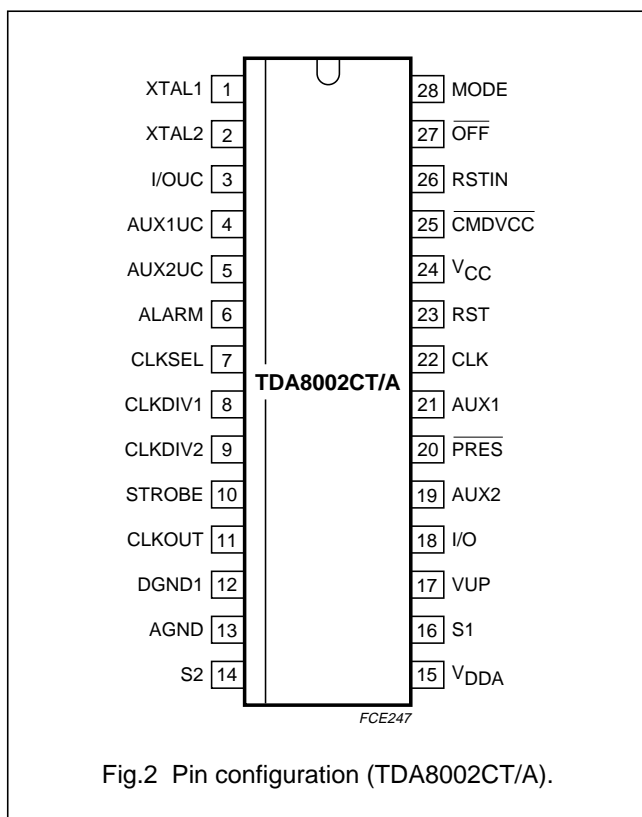 XTAL1 1 28 MODE
XTAL2 2 27 O̅F̅F̅
I/OUC 3 26 RSTIN
AUX1UC 4 25 C̅M̅D̅V̅C̅C̅
AUX2UC 5 24 VCC
ALARM 6 23 RST
CLKSEL 7 22 CLK
TDA8002CT/A
CLKDIV1 8 21 AUX1
CLKDIV2 9 20 P̅R̅E̅S̅
STROBE 10 19 AUX2
CLKOUT 11 18 I/O
DGND1 12 17 VUP
AGND 13 16 S1
S2 14 15 VDDA
FCE247
Fig.2 Pin configuration (TDA8002CT/A).